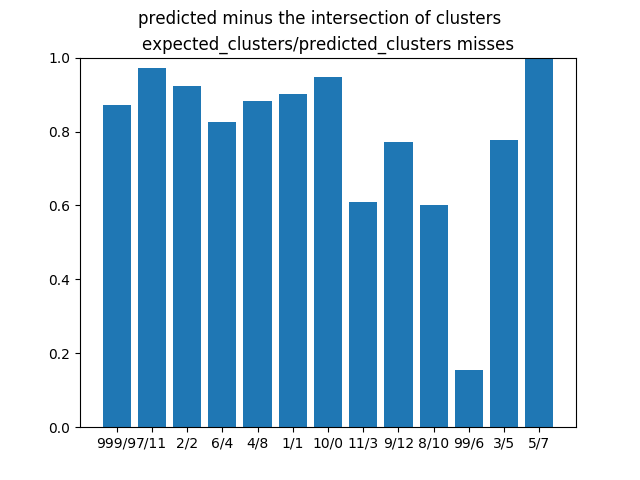 predicted minus the intersection of clusters
expected_clusters/predicted_clusters misses
1.0
0.8
0.6
0.4
0.2
0.0
999/9 7/11 2/2 6/4 4/8 1/1 10/0 11/3 9/12 8/10 99/6 3/5 5/7